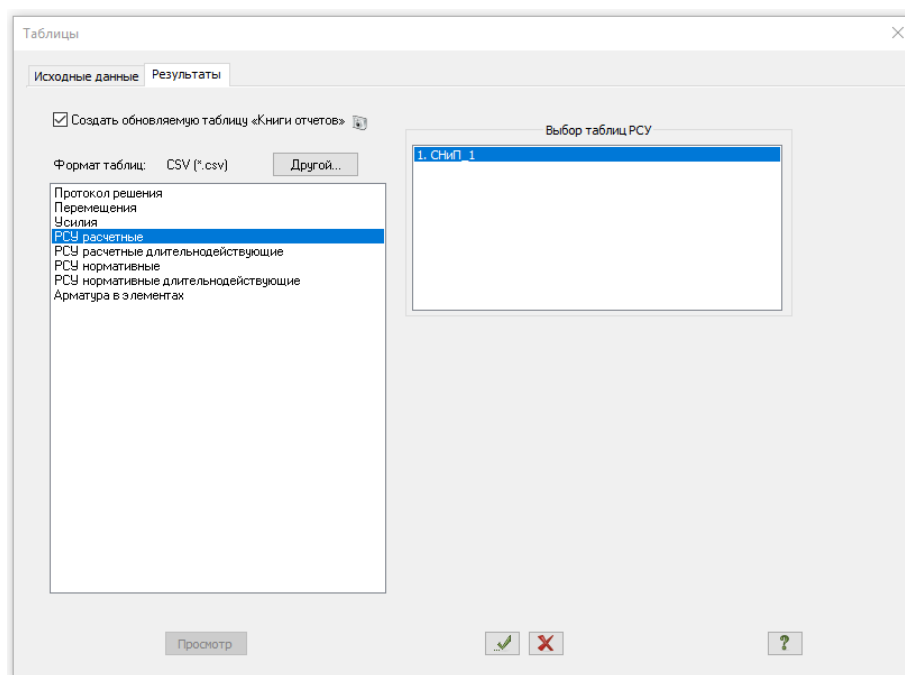 Таблицы
Исходные данные
Результаты
Создать обновляемую таблицу «Книги отчетов»
Формат таблиц: CSV (*.csv)
Другой...
Протокол решения
Перемещения
Усилия
РСУ расчетные
РСУ расчетные длительнодействующие
РСУ нормативные
РСУ нормативные длительнодействующие
Арматура в элементах
Выбор таблиц РСУ
1. СНиП_1
Просмотр
?